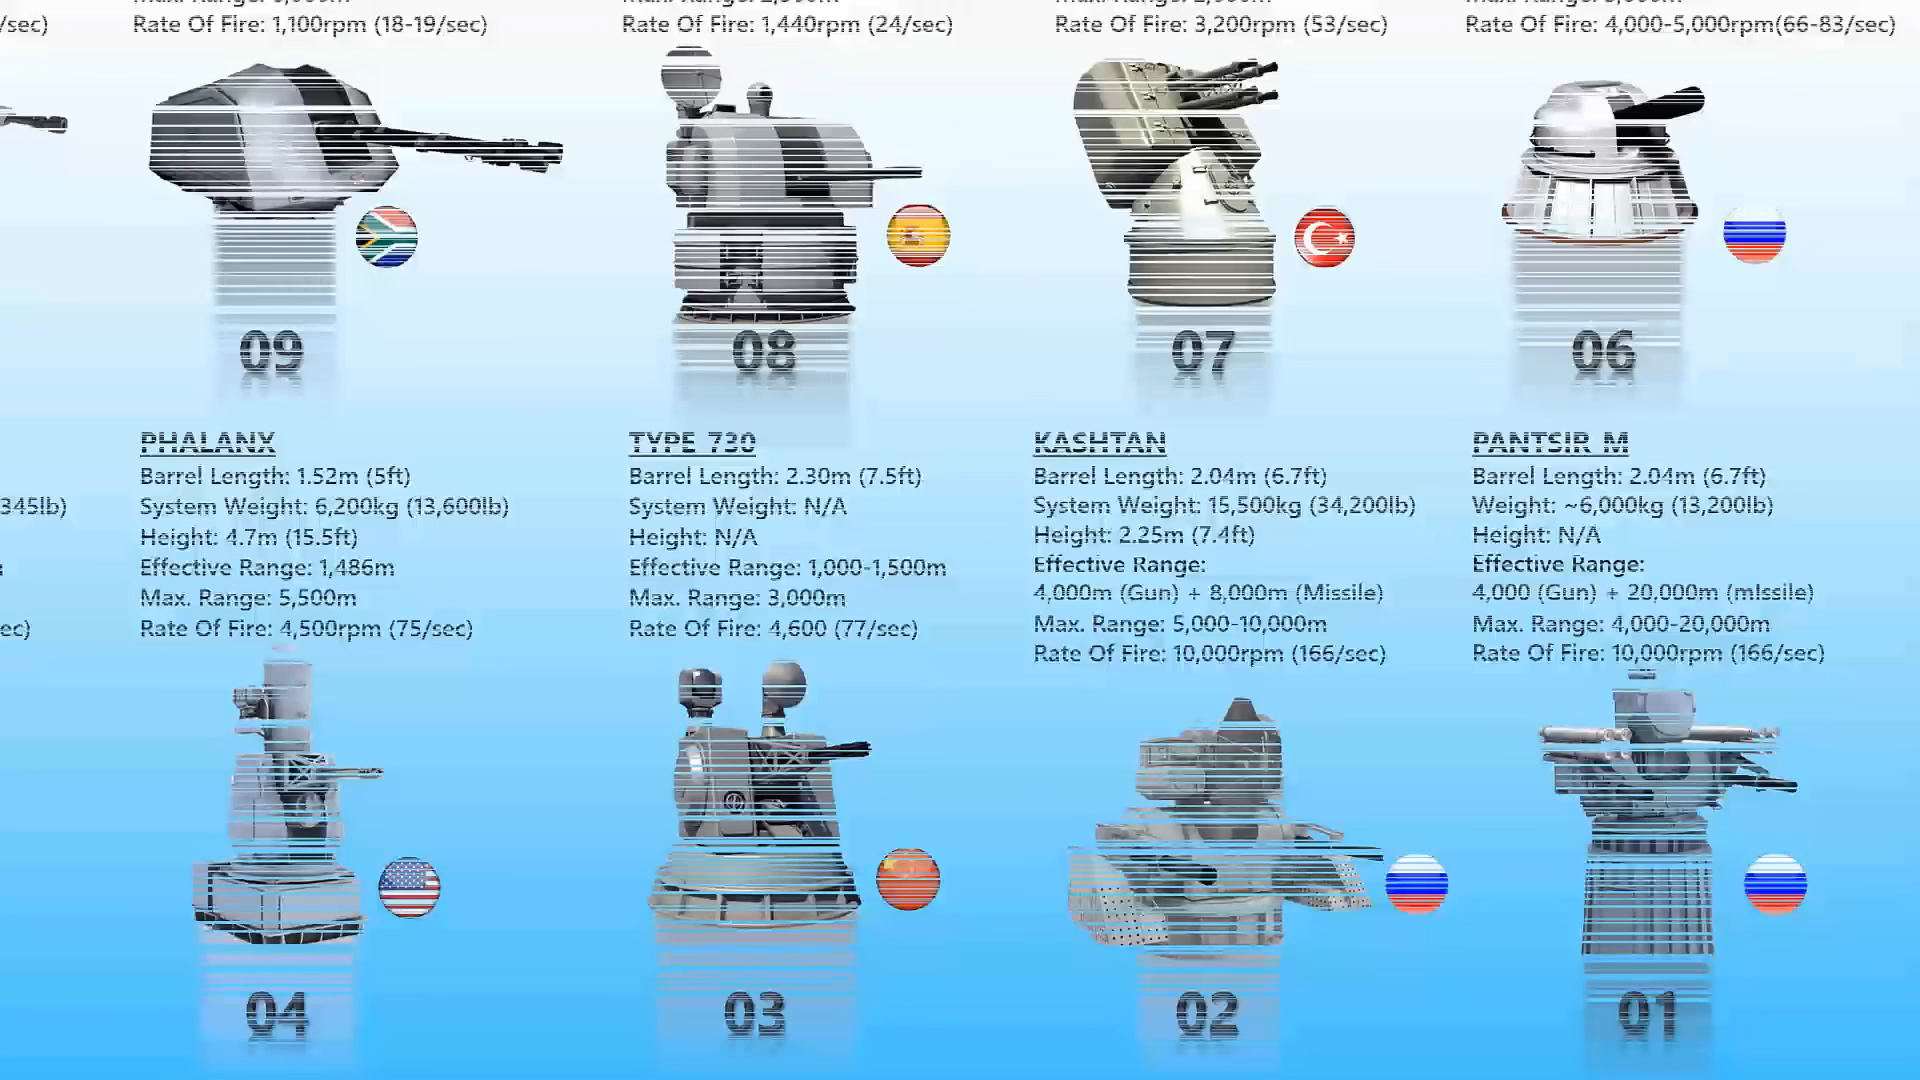 /sec)
Rate Of Fire: 1,100rpm (18-19/sec)
Rate Of Fire: 1,440rpm (24/sec)
Rate Of Fire: 3,200rpm (53/sec)
Rate Of Fire: 4,000-5,000rpm(66-83/sec)
09
08
07
06
345lb)
ec)
PHALANX
Barrel Length: 1.52m (5ft)
System Weight: 6,200kg (13,600lb)
Height: 4.7m (15.5ft)
Effective Range: 1,486m
Max. Range: 5,500m
Rate Of Fire: 4,500rpm (75/sec)
04
TYPE 730
Barrel Length: 2.30m (7.5ft)
System Weight: N/A
Height: N/A
Effective Range: 1,000-1,500m
Max. Range: 3,000m
Rate Of Fire: 4,600 (77/sec)
03
KASHTAN
Barrel Length: 2.04m (6.7ft)
System Weight: 15,500kg (34,200lb)
Height: 2.25m (7.4ft)
Effective Range:
4,000m (Gun) + 8,000m (Missile)
Max. Range: 5,000-10,000m
Rate Of Fire: 10,000rpm (166/sec)
02
PANTSIR M
Barrel Length: 2.04m (6.7ft)
Weight: ~6,000kg (13,200lb)
Height: N/A
Effective Range:
4,000 (Gun) + 20,000m (mIssile)
Max. Range: 4,000-20,000m
Rate Of Fire: 10,000rpm (166/sec)
01